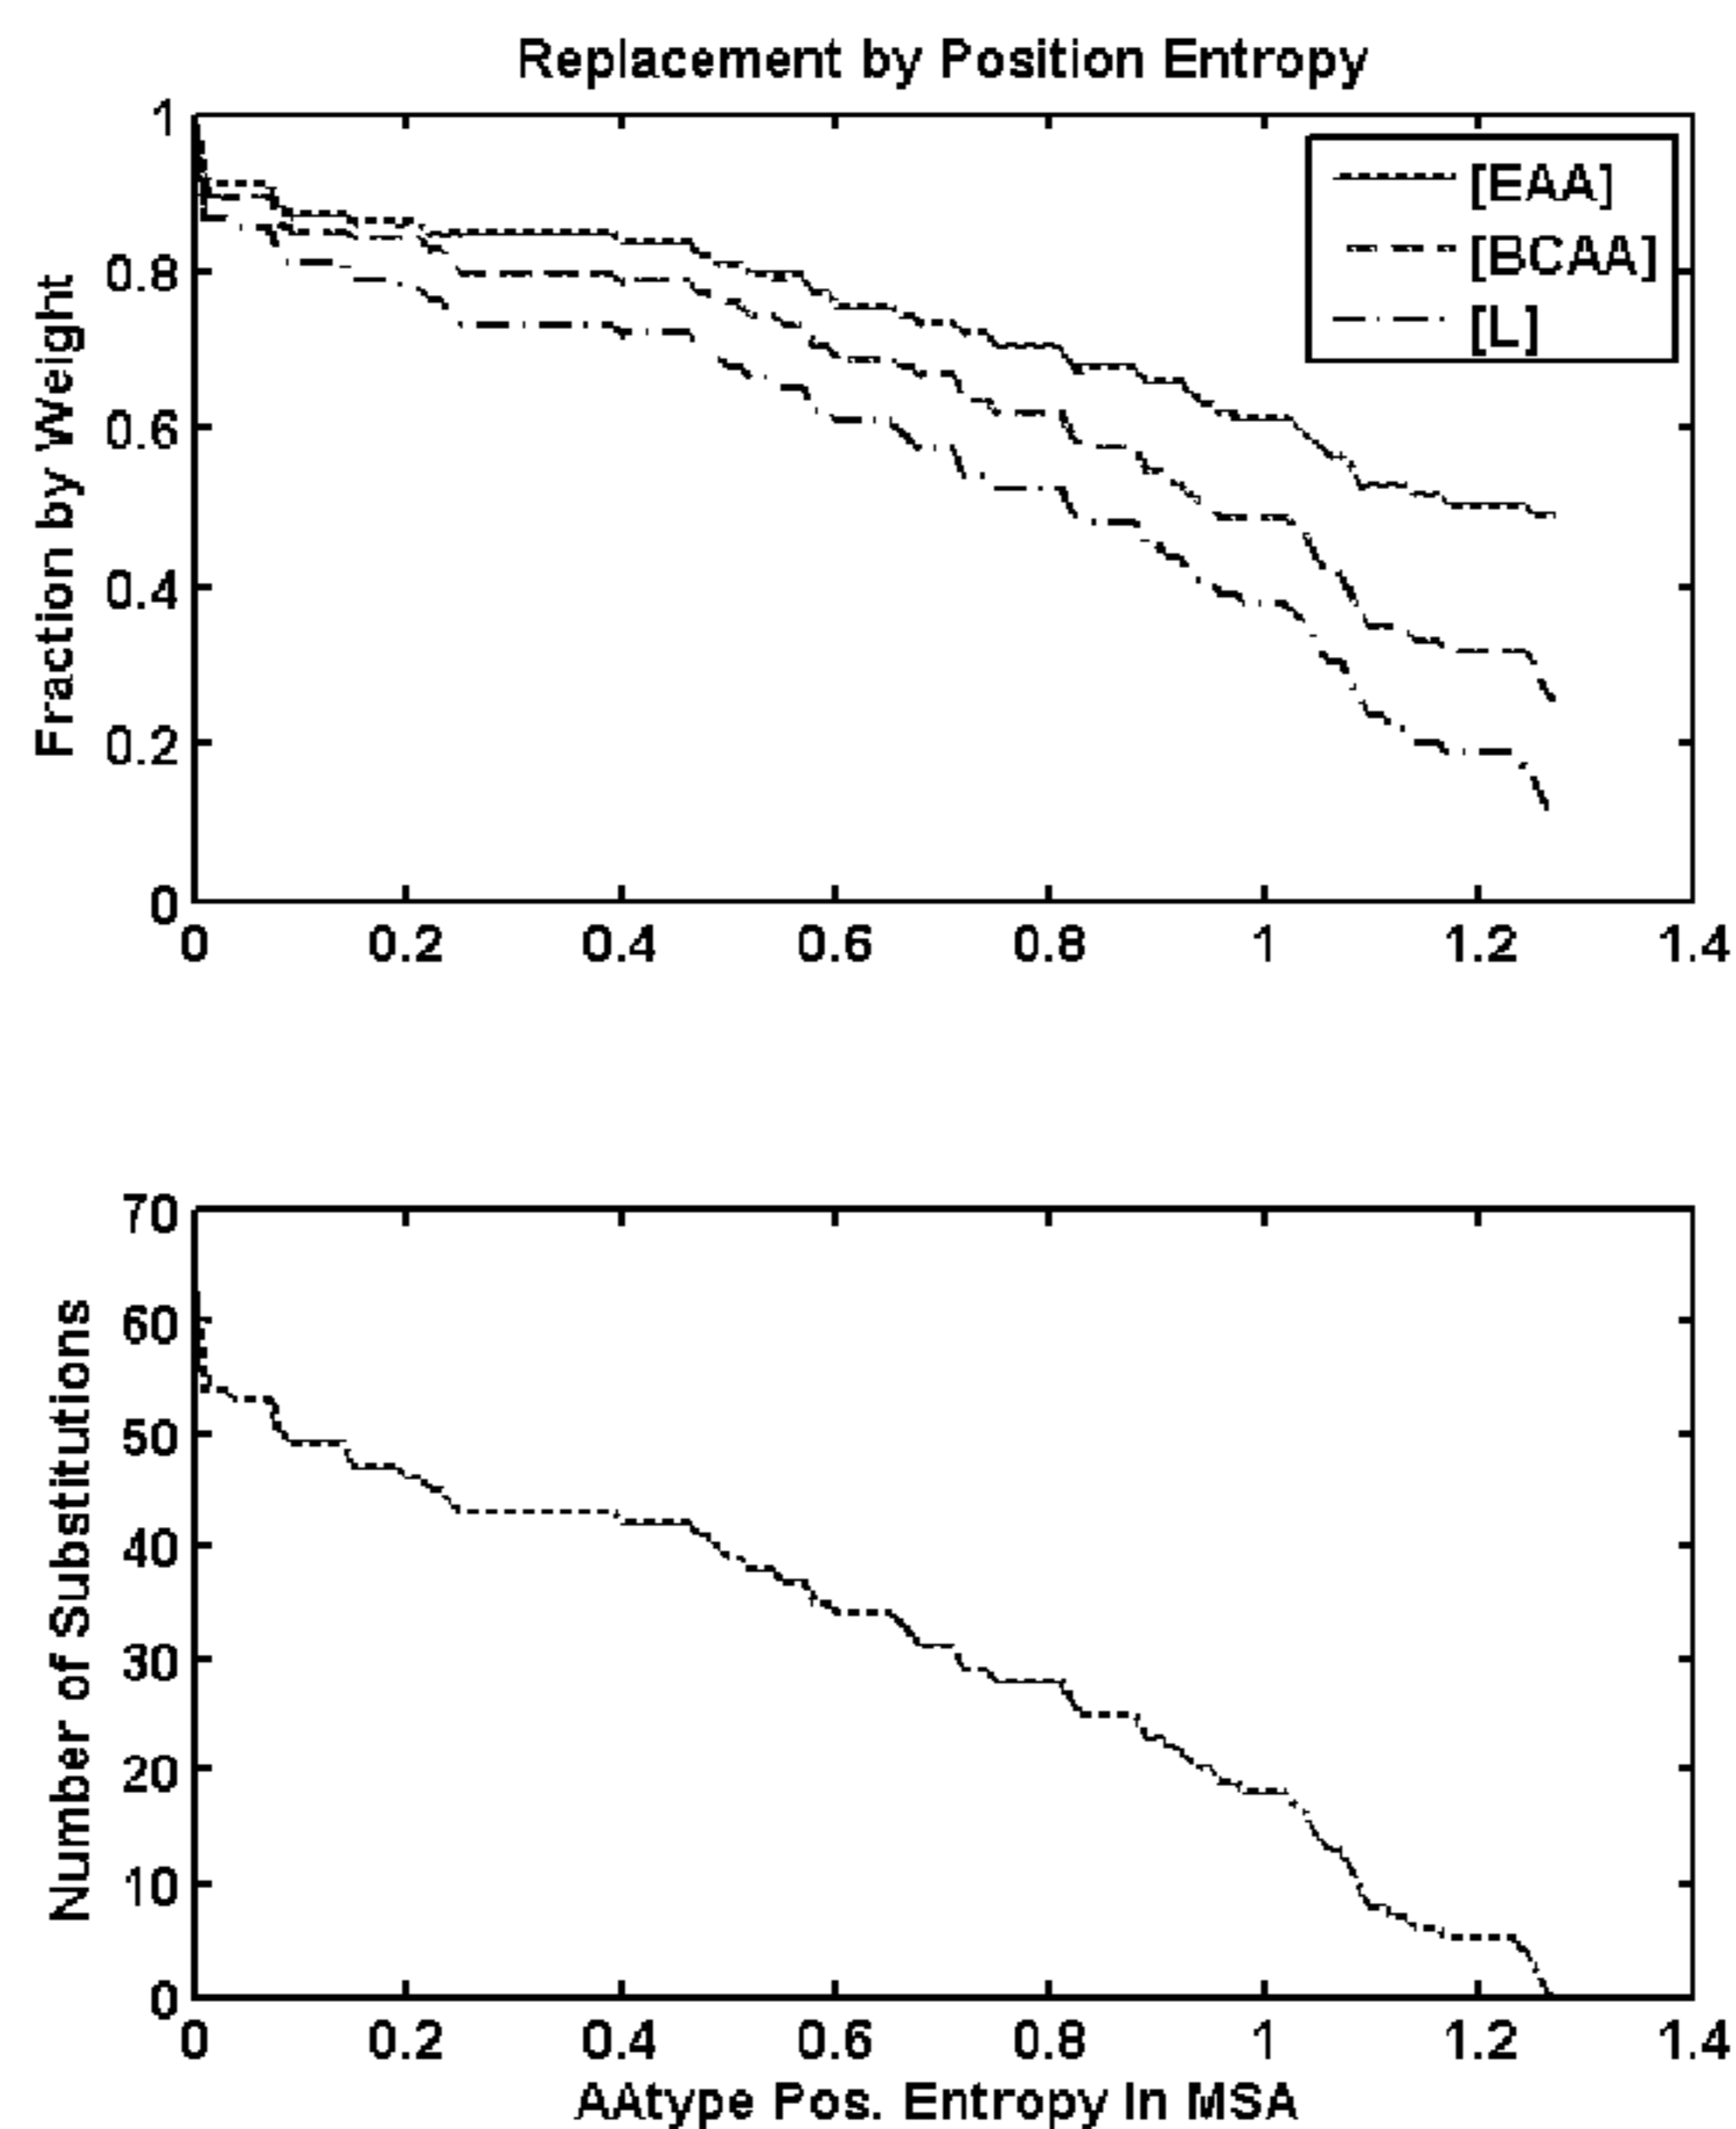 Replacement by Position Entropy
Fraction by Weight
1
0.8
0.6
0.4
0.2
0
0 0.2 0.4 0.6 0.8 1 1.2 1.4
[EAA]
[BCAA]
[L]
Number of Substitutions
70
60
50
40
30
20
10
0
0 0.2 0.4 0.6 0.8 1 1.2 1.4
AAtype Pos. Entropy in MSA